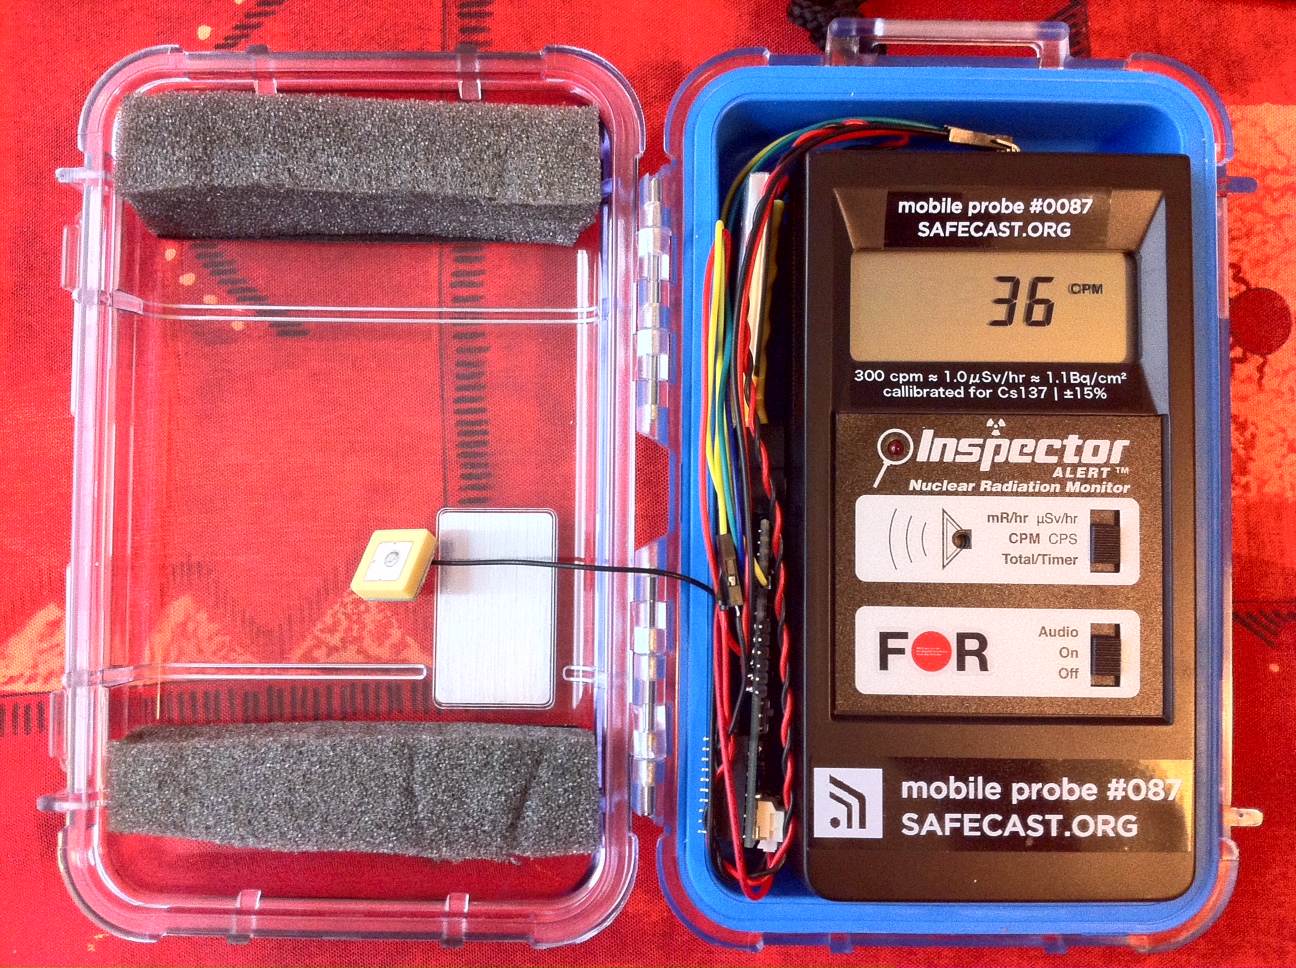 mobile probe #0087
SAFECAST.ORG
36 CPM
300 cpm ≈ 1.0µSv/hr ≈ 1.1Bq/cm²
callibrated for Cs137 | ±15%
Inspector
ALERT™
Nuclear Radiation Monitor
mR/hr µSv/hr
CPM CPS
Total/Timer
FOR
Audio
On
Off
mobile probe #087
SAFECAST.ORG